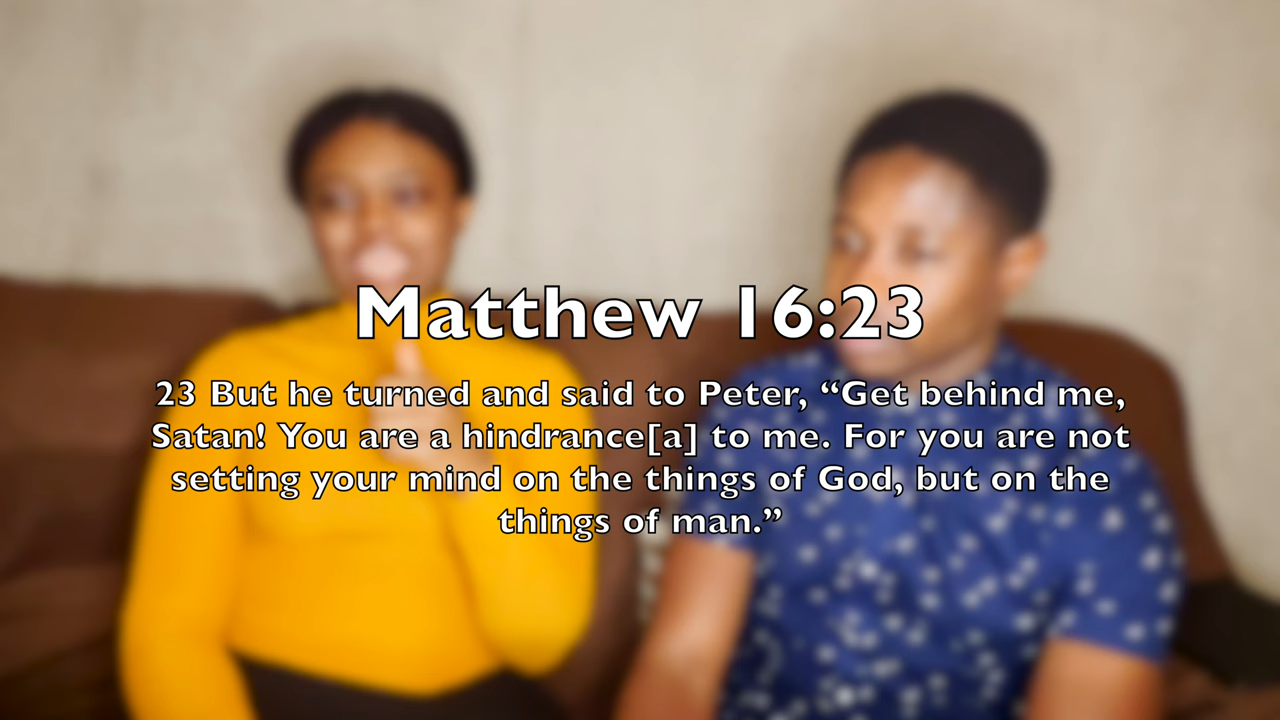 Matthew 16:23
23 But he turned and said to Peter, “Get behind me,
Satan! You are a hindrance[a] to me. For you are not
setting your mind on the things of God, but on the
things of man.”